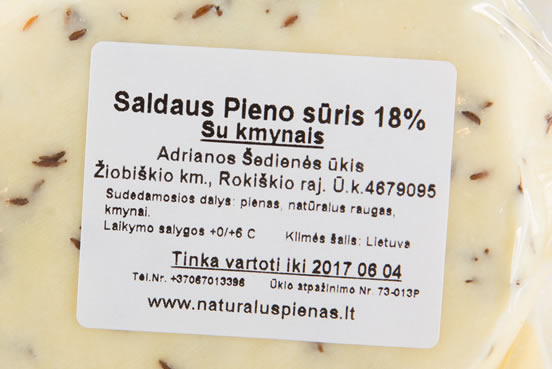 Saldaus Pieno sūris 18%
Su kmynais
Adrianos Šedienės ūkis
Žiobiškio km., Rokiškio raj. Ū.k.4679095
Sudedamosios dalys: pienas, natūralus raugas,
kmynai.
Laikymo salygos +0/+6 C Kilmės šalis: Lietuva
Tinka vartoti iki 2017 06 04
Tel.Nr. +37067013396 Ūkio atpažinimo Nr. 73-013P
www.naturaluspienas.lt